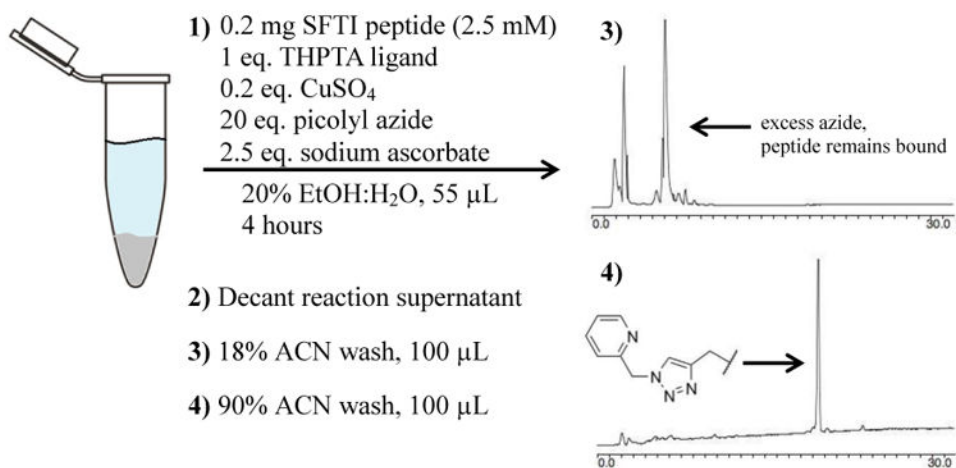 1) 0.2 mg SFTI peptide (2.5 mM)
1 eq. THPTA ligand
0.2 eq. CuSO₄
20 eq. picolyl azide
2.5 eq. sodium ascorbate
20% EtOH:H₂O, 55 µL
4 hours
2) Decant reaction supernatant
3) 18% ACN wash, 100 µL
4) 90% ACN wash, 100 µL
3)
excess azide,
peptide remains bound
0.0 30.0
4)
N
N
N
N
0.0 30.0